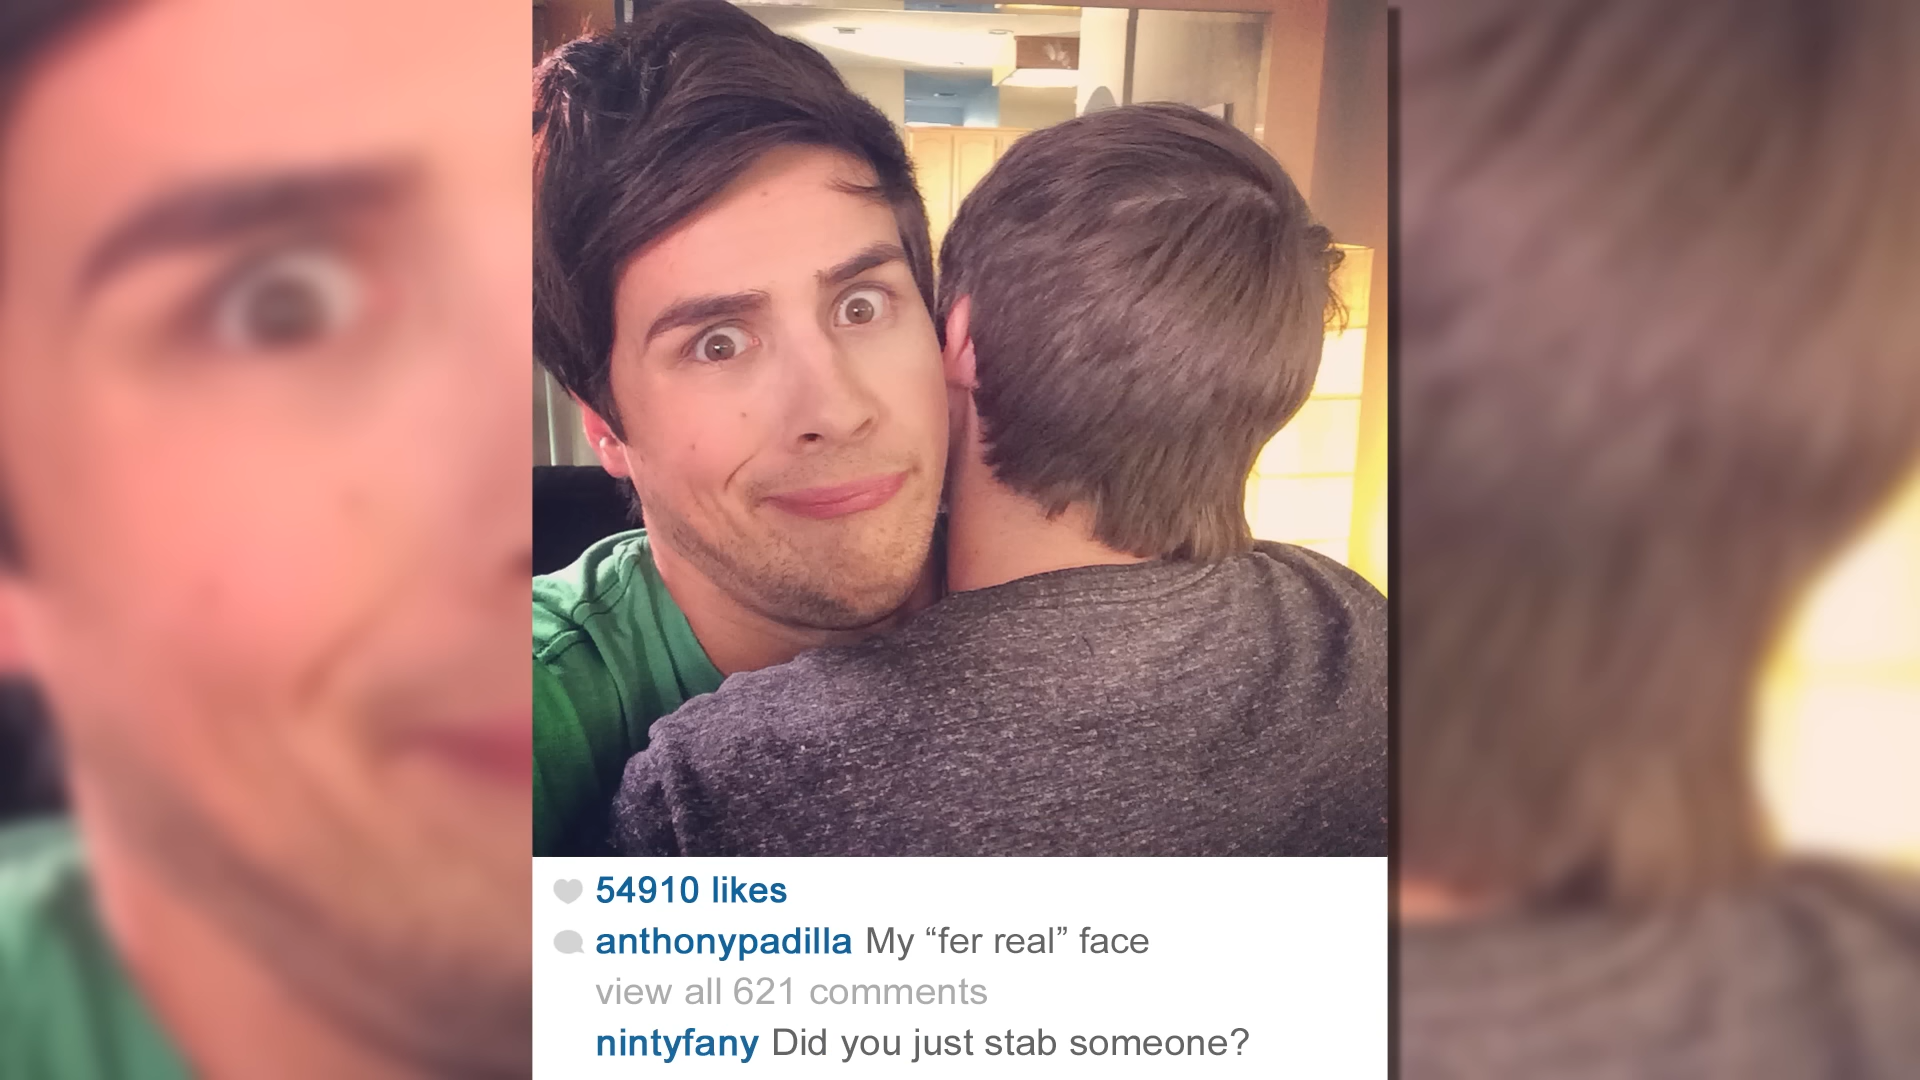 54910 likes
anthonypadilla My “fer real” face
view all 621 comments
nintyfany Did you just stab someone?